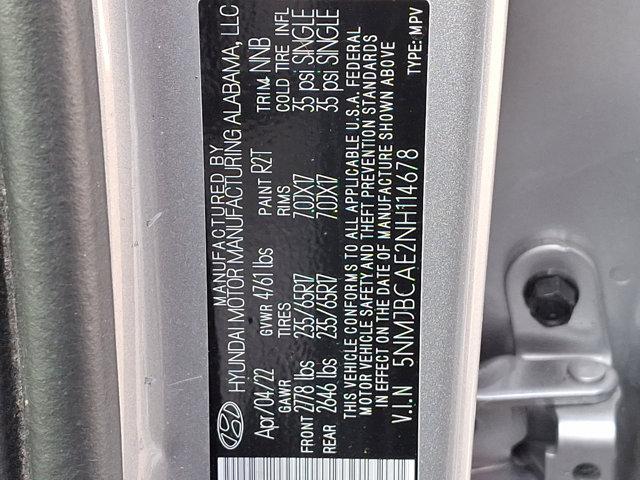 MANUFACTURED BY
HYUNDAI MOTOR MANUFACTURING ALABAMA, LLC
Apr/04/22 GVWR 4761 lbs PAINT R2T TRIM NNB
GAWR TIRES RIMS COLD TIRE INFL
FRONT 2778 lbs 235/65R17 7.0JX17 35 psi SINGLE
REAR 2646 lbs 235/65R17 7.0JX17 35 psi SINGLE
THIS VEHICLE CONFORMS TO ALL APPLICABLE U.S.A. FEDERAL
MOTOR VEHICLE SAFETY AND THEFT PREVENTION STANDARDS
IN EFFECT ON THE DATE OF MANUFACTURE SHOWN ABOVE
V.I.N 5NMJBCAE2NH114678 TYPE: MPV